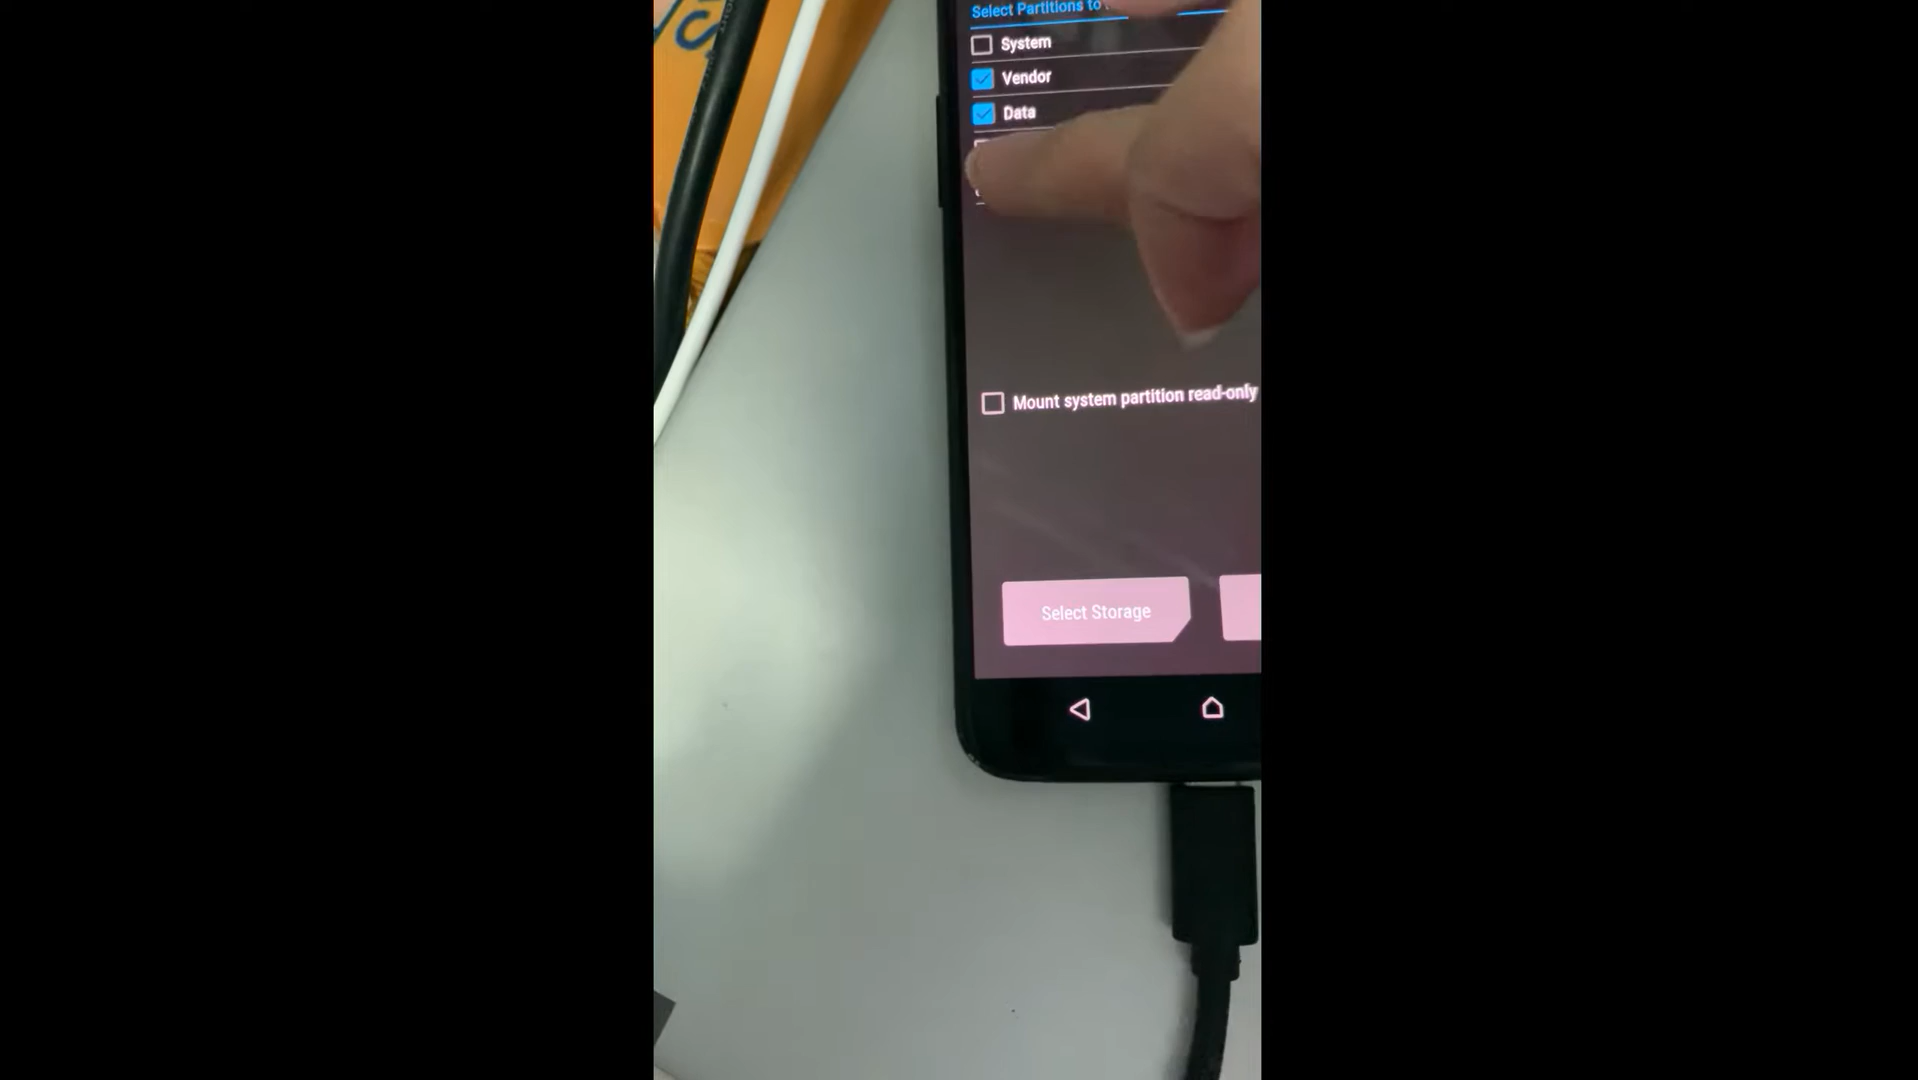 Select Partitions to
System
Vendor
Data
Mount system partition read-only
Select Storage